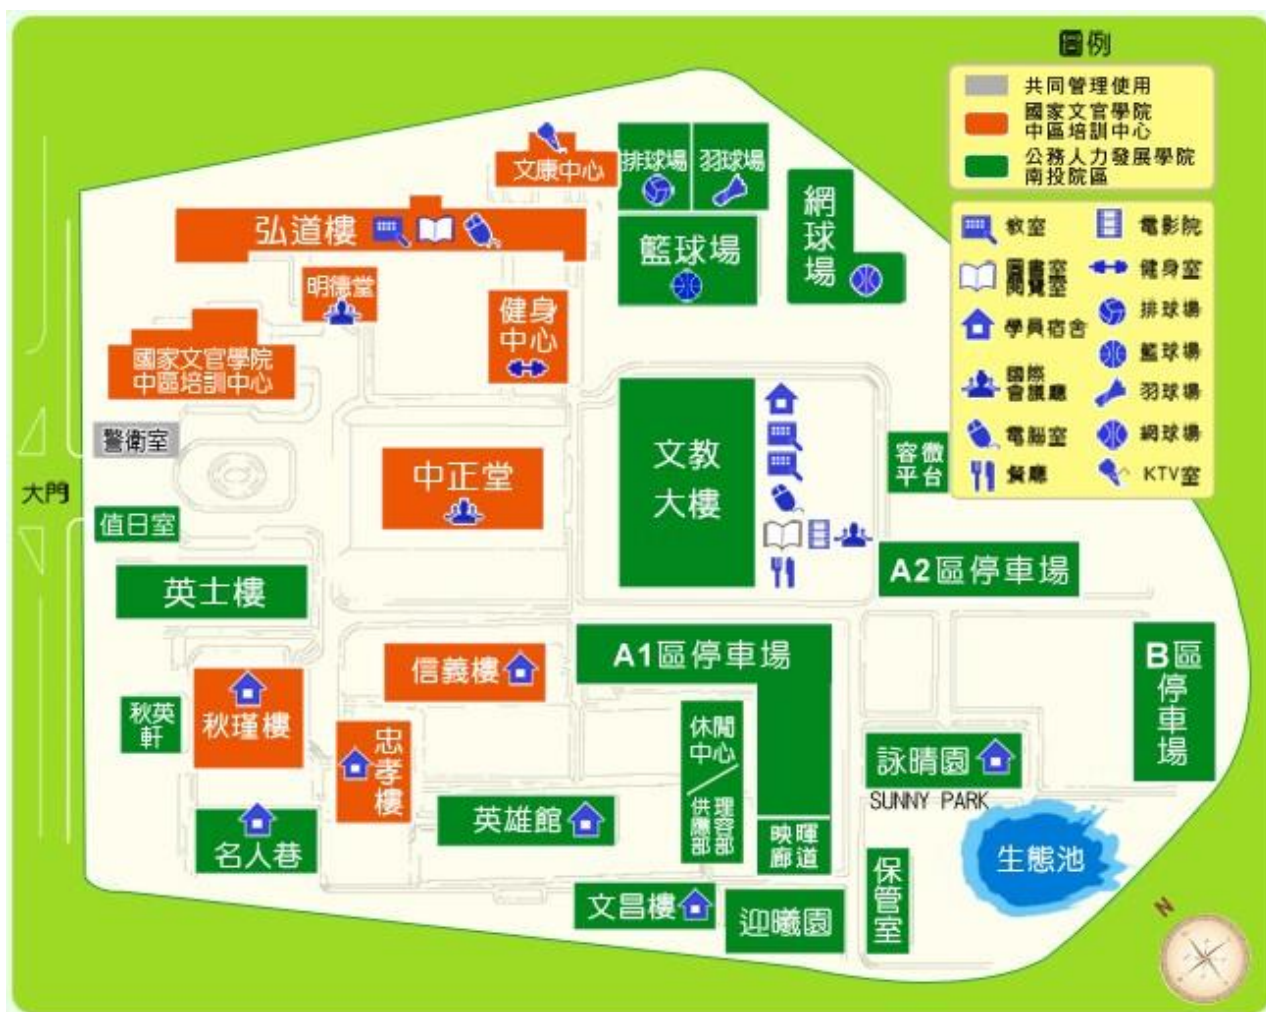 圖例
共同管理使用
國家文官學院
中區培訓中心
公務人力發展學院
南投院區
教室
圖書室
閱覽室
學員宿舍
國際
會議廳
電腦室
餐廳
電影院
健身室
排球場
籃球場
羽球場
網球場
KTV室
文康中心
排球場
羽球場
網球場
弘道樓
籃球場
明德堂
健身
中心
國家文官學院
中區培訓中心
警衛室
大門
值日室
中正堂
文教
大樓
容微
平台
A2區停車場
英士樓
A1區停車場
B區
停車場
信義樓
秋瑾樓
秋英
軒
忠孝樓
休閒
中心
供應部
理容部
詠晴園
SUNNY PARK
英雄館
名人巷
映暉
廊道
生態池
保管室
文昌樓
迎曦園
N